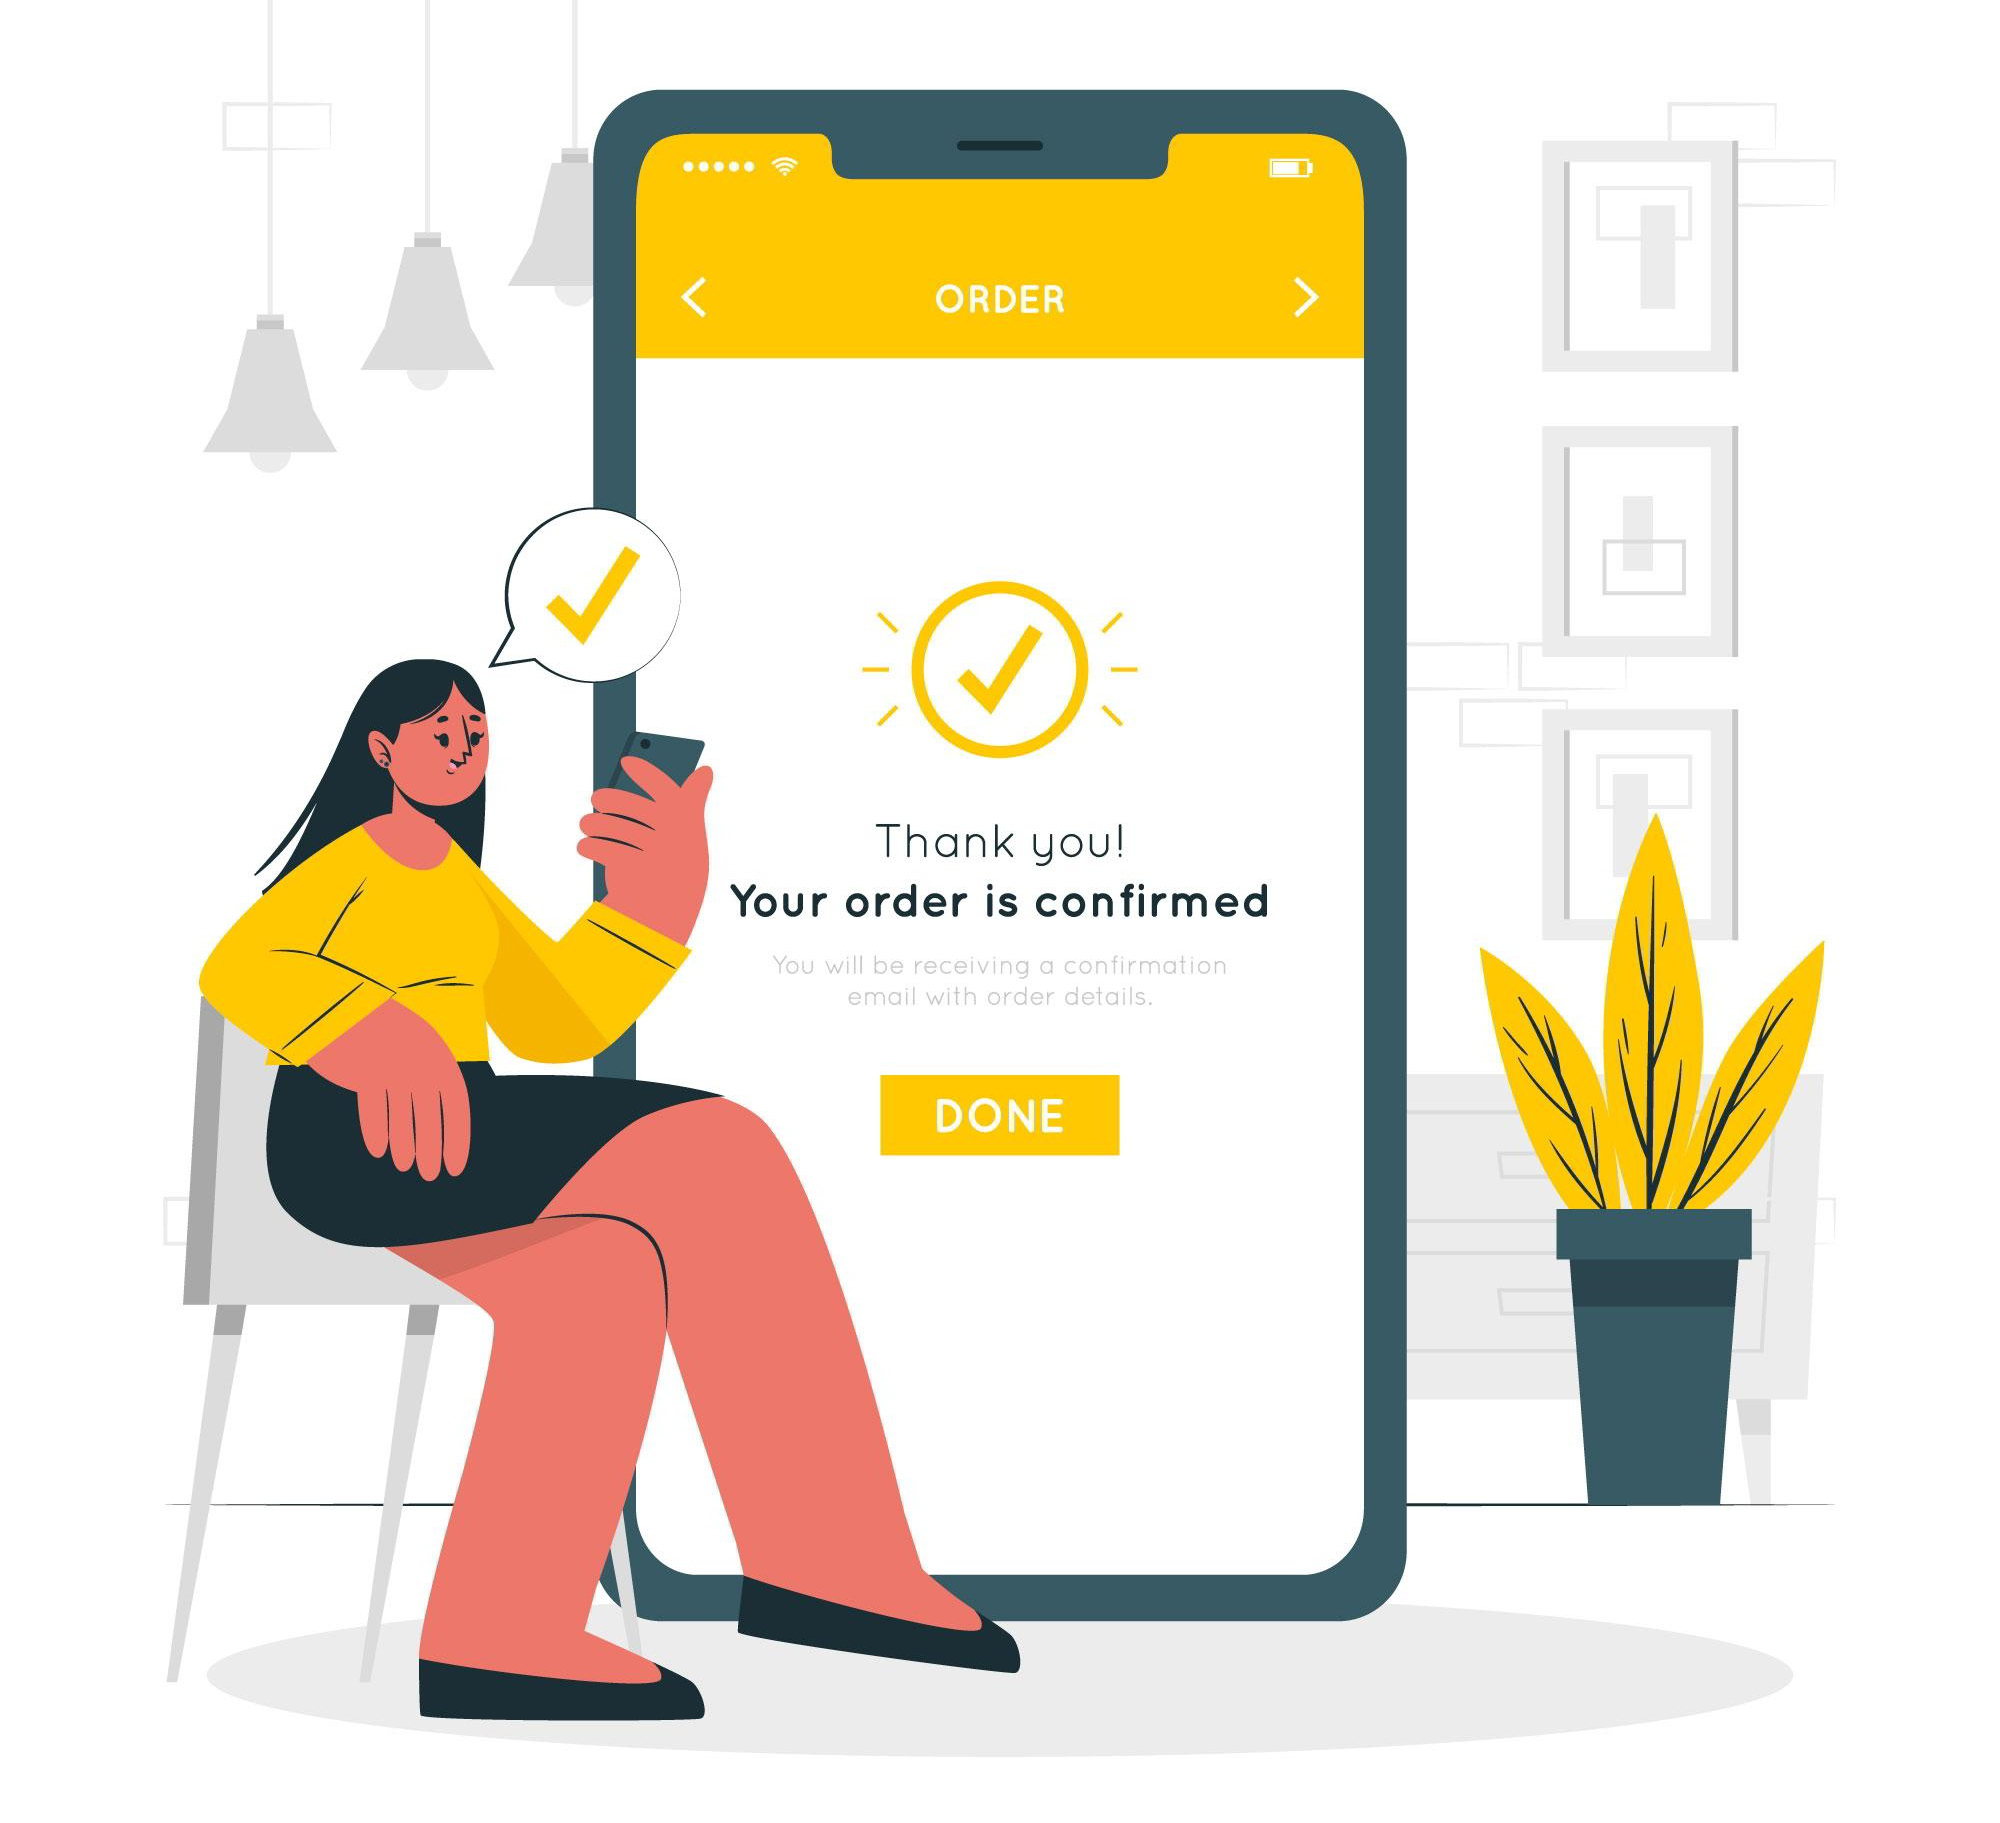 ORDER
Thank you!
Your order is confirmed
You will be receiving a confirmation
email with order details.
DONE